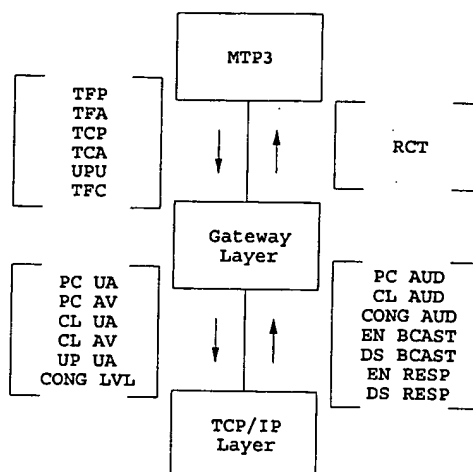 MTP3
TFP
TFA
TCP
TCA
UPU
TFC
RCT
Gateway
Layer
PC UA
PC AV
CL UA
CL AV
UP UA
CONG LVL
PC AUD
CL AUD
CONG AUD
EN BCAST
DS BCAST
EN RESP
DS RESP
TCP/IP
Layer